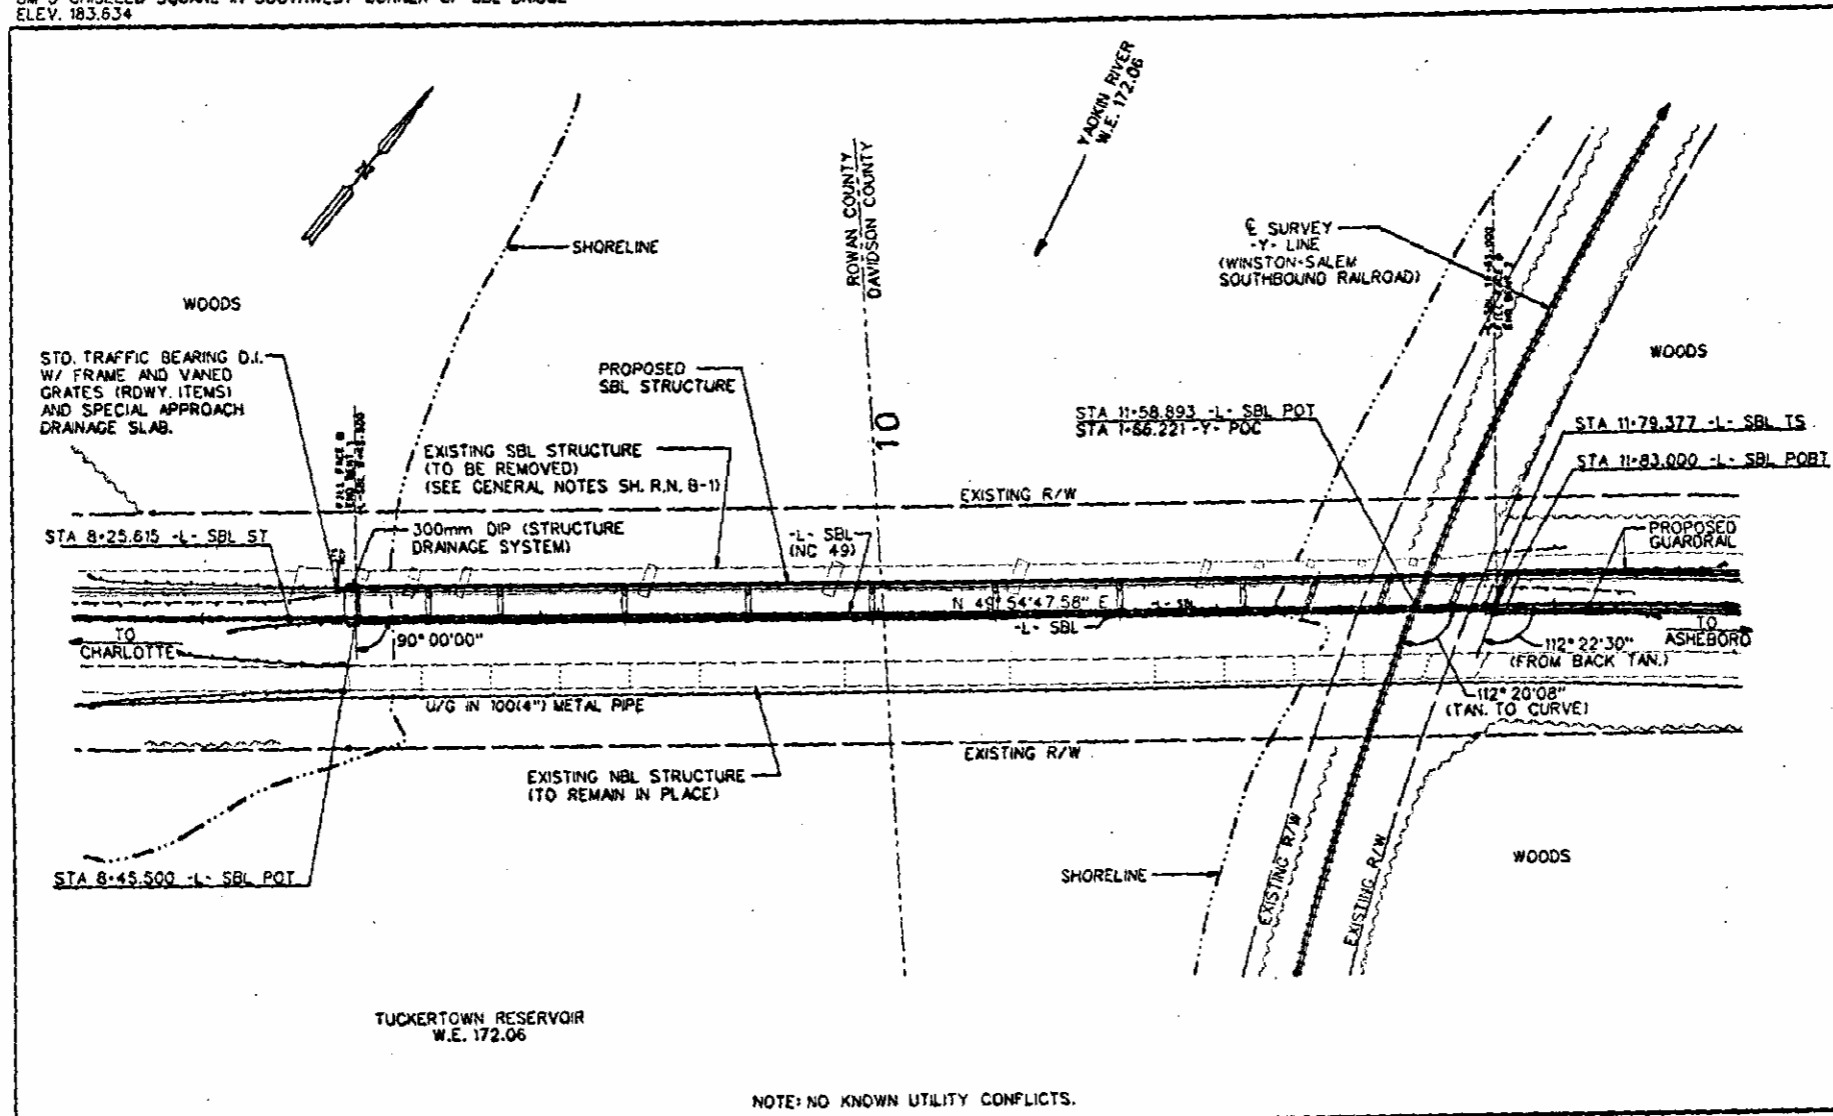 ELEV. 183.634
YADKIN RIVER
W.E. 172.06
ROWAN COUNTY
DAVIDSON COUNTY
SHORELINE
℄ SURVEY
-Y- LINE
(WINSTON-SALEM
SOUTHBOUND RAILROAD)
WOODS
WOODS
STD. TRAFFIC BEARING D.I.
W/ FRAME AND VANED
GRATES (RDWY. ITEMS)
AND SPECIAL APPROACH
DRAINAGE SLAB.
PROPOSED
SBL STRUCTURE
10
STA 11+58.893 -L- SBL POT
STA 1+66.221 -Y- POC
STA 11+79.377 -L- SBL TS
STA 11+83.000 -L- SBL POBT
EXISTING SBL STRUCTURE
(TO BE REMOVED)
(SEE GENERAL NOTES SH. R.N. B-1)
FILL FACE @
END BENT 1
EXISTING R/W
STA 8+25.615 -L- SBL ST
300mm DIP (STRUCTURE
DRAINAGE SYSTEM)
-L- SBL
(NC 49)
PROPOSED
GUARDRAIL
N 49° 54'47.58" E
-L- SBL
TO
CHARLOTTE
90° 00'00"
TO
ASHEBORO
112° 22'30"
(FROM BACK TAN.)
112° 20'08"
(TAN. TO CURVE)
U/G IN 100(4") METAL PIPE
EXISTING R/W
EXISTING NBL STRUCTURE
(TO REMAIN IN PLACE)
EXISTING R/W
EXISTING R/W
STA 8+45.500 -L- SBL POT
SHORELINE
WOODS
TUCKERTOWN RESERVOIR
W.E. 172.06
NOTE: NO KNOWN UTILITY CONFLICTS.